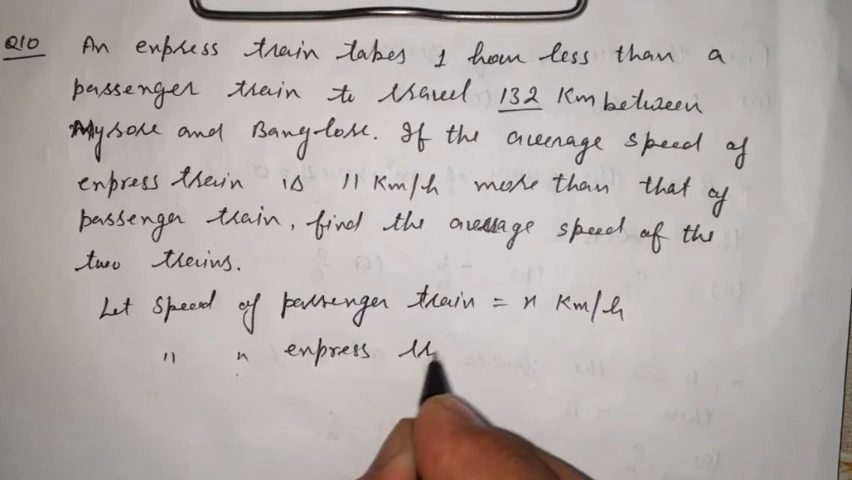 Q10 An express train takes 1 hour less than a
passenger train to travel 132 Km between
Mysore and Banglore. If the average speed of
express train is 11 Km/h more than that of
passenger train, find the average speed of the
two trains.
Let speed of passenger train = x Km/h
" " express tr